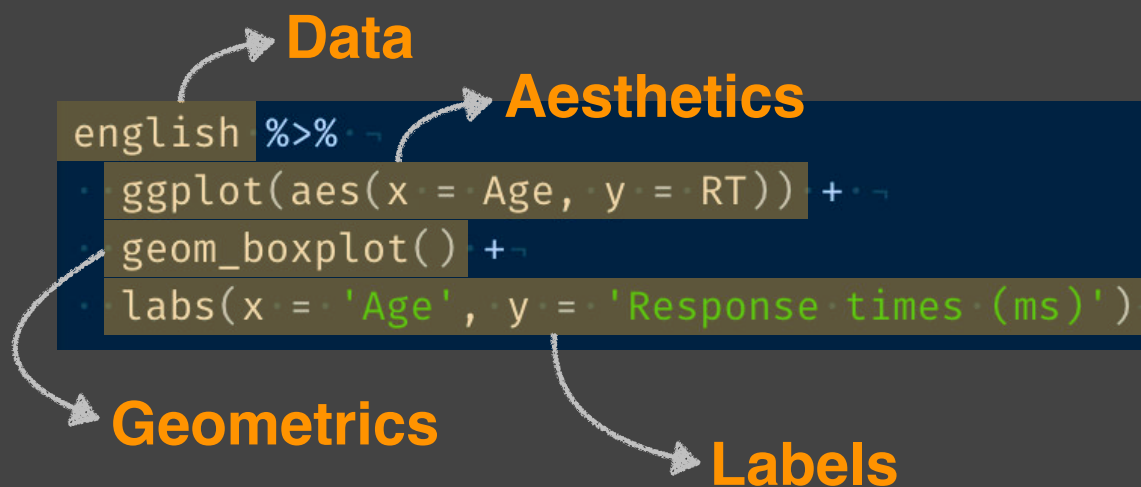 Data
Aesthetics
english %>%
ggplot(aes(x = Age, y = RT)) +
geom_boxplot() +
labs(x = 'Age', y = 'Response times (ms)')
Geometrics
Labels